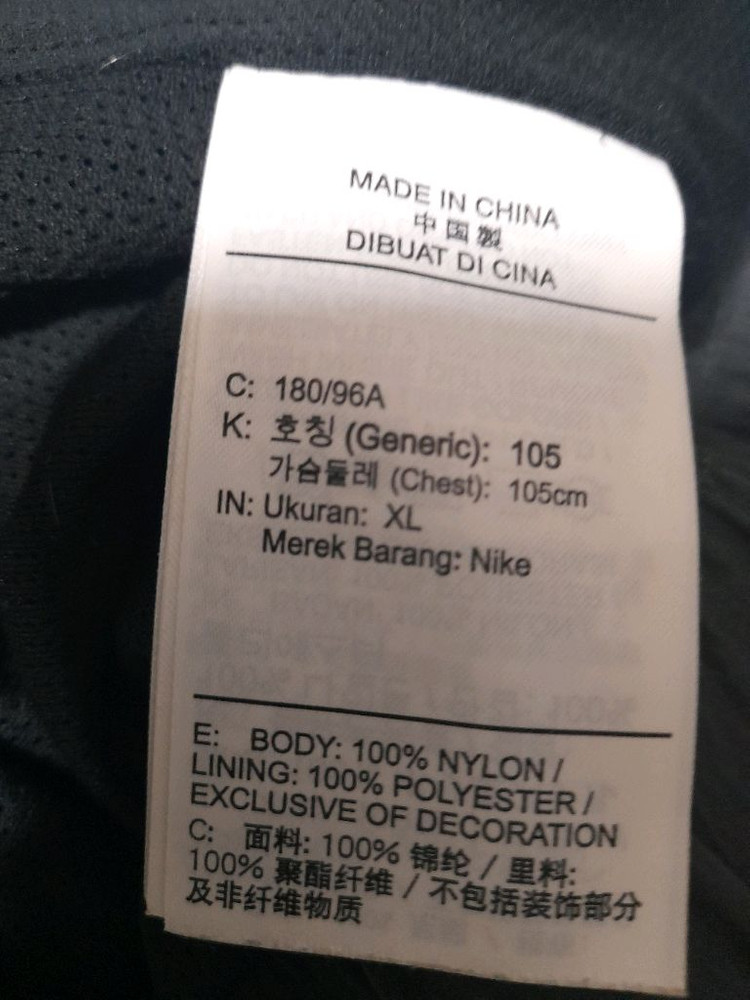 MADE IN CHINA
中国製
DIBUAT DI CINA
C: 180/96A
K: 호칭 (Generic): 105
가슴둘레 (Chest): 105cm
IN: Ukuran: XL
Merek Barang: Nike
E: BODY: 100% NYLON /
LINING: 100% POLYESTER /
EXCLUSIVE OF DECORATION
C: 面料: 100% 锦纶 / 里料:
100% 聚酯纤维 / 不包括装饰部分
及非纤维物质